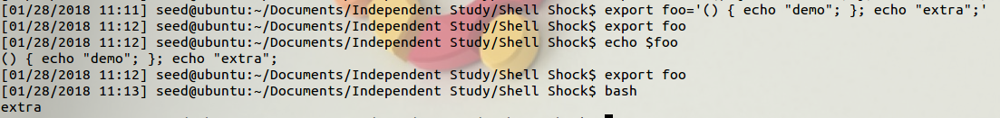 [01/28/2018 11:11] seed@ubuntu:~/Documents/Independent Study/Shell Shock$ export foo='() { echo "demo"; }; echo "extra";'
[01/28/2018 11:12] seed@ubuntu:~/Documents/Independent Study/Shell Shock$ export foo
[01/28/2018 11:12] seed@ubuntu:~/Documents/Independent Study/Shell Shock$ echo $foo
() { echo "demo"; }; echo "extra";
[01/28/2018 11:12] seed@ubuntu:~/Documents/Independent Study/Shell Shock$ export foo
[01/28/2018 11:13] seed@ubuntu:~/Documents/Independent Study/Shell Shock$ bash
extra